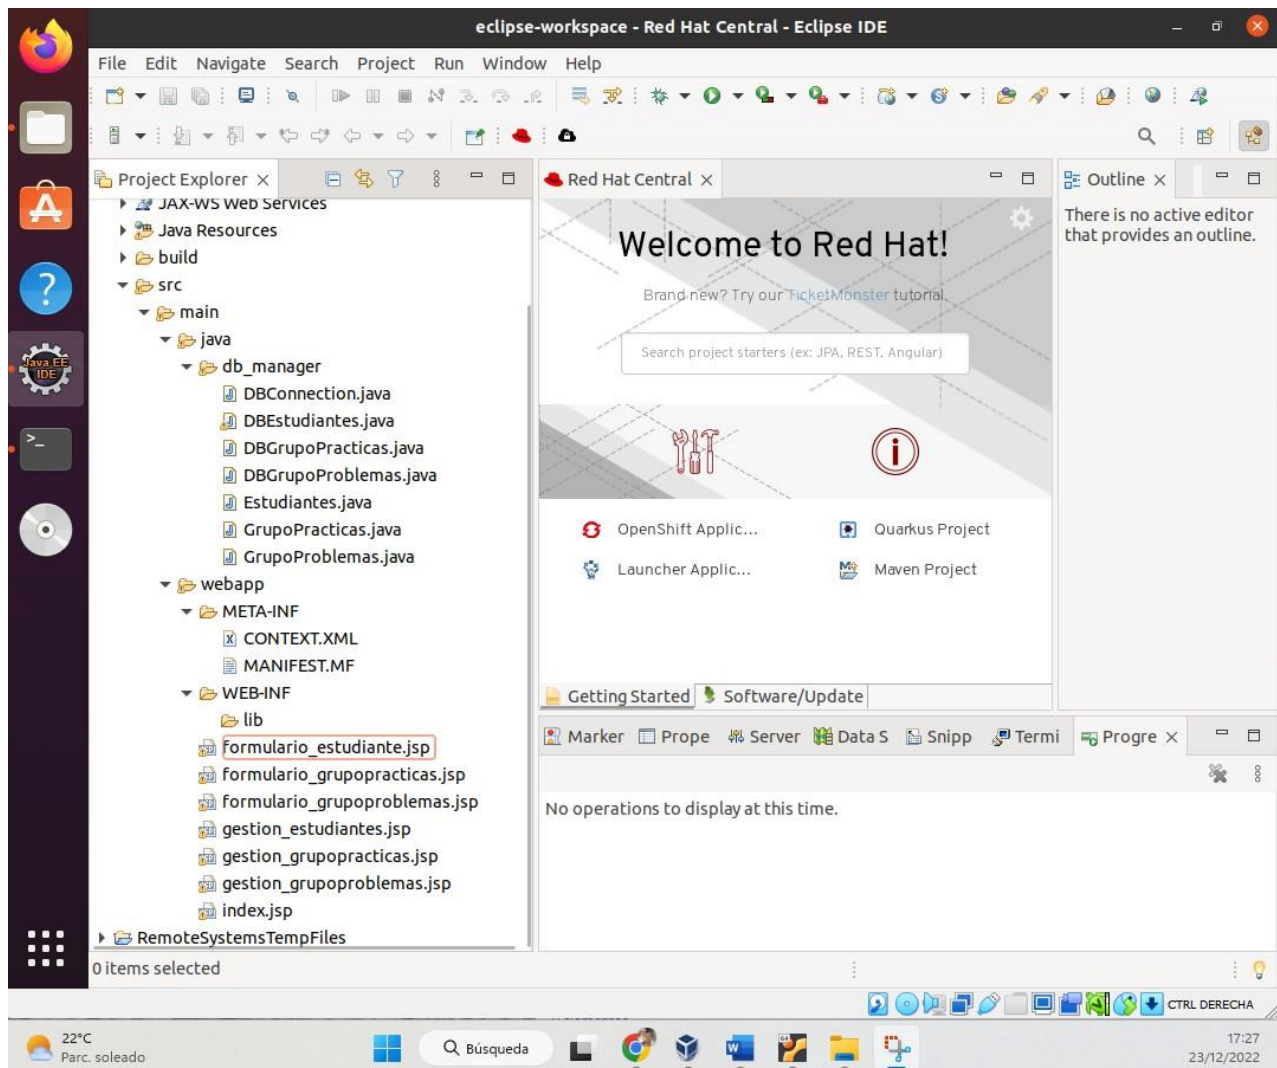 eclipse-workspace - Red Hat Central - Eclipse IDE
File Edit Navigate Search Project Run Window Help
Project Explorer
JAX-WS Web Services
Java Resources
build
src
main
java
db_manager
DBConnection.java
DBEstudiantes.java
DBGrupoPracticas.java
DBGrupoProblemas.java
Estudiantes.java
GrupoPracticas.java
GrupoProblemas.java
webapp
META-INF
CONTEXT.XML
MANIFEST.MF
WEB-INF
lib
formulario_estudiante.jsp
formulario_grupopracticas.jsp
formulario_grupoproblemas.jsp
gestion_estudiantes.jsp
gestion_grupopracticas.jsp
gestion_grupoproblemas.jsp
index.jsp
RemoteSystemsTempFiles
Red Hat Central
Welcome to Red Hat!
Brand new? Try our TicketMonster tutorial.
Search project starters (ex: JPA, REST, Angular)
OpenShift Applic... Quarkus Project
Launcher Applic... Maven Project
Getting Started Software/Update
Outline
There is no active editor
that provides an outline.
Marker Prope Server Data S Snipp Termi Progre
No operations to display at this time.
0 items selected
Java EE
IDE
CTRL DERECHA
22°C
Parc. soleado
Búsqueda
17:27
23/12/2022